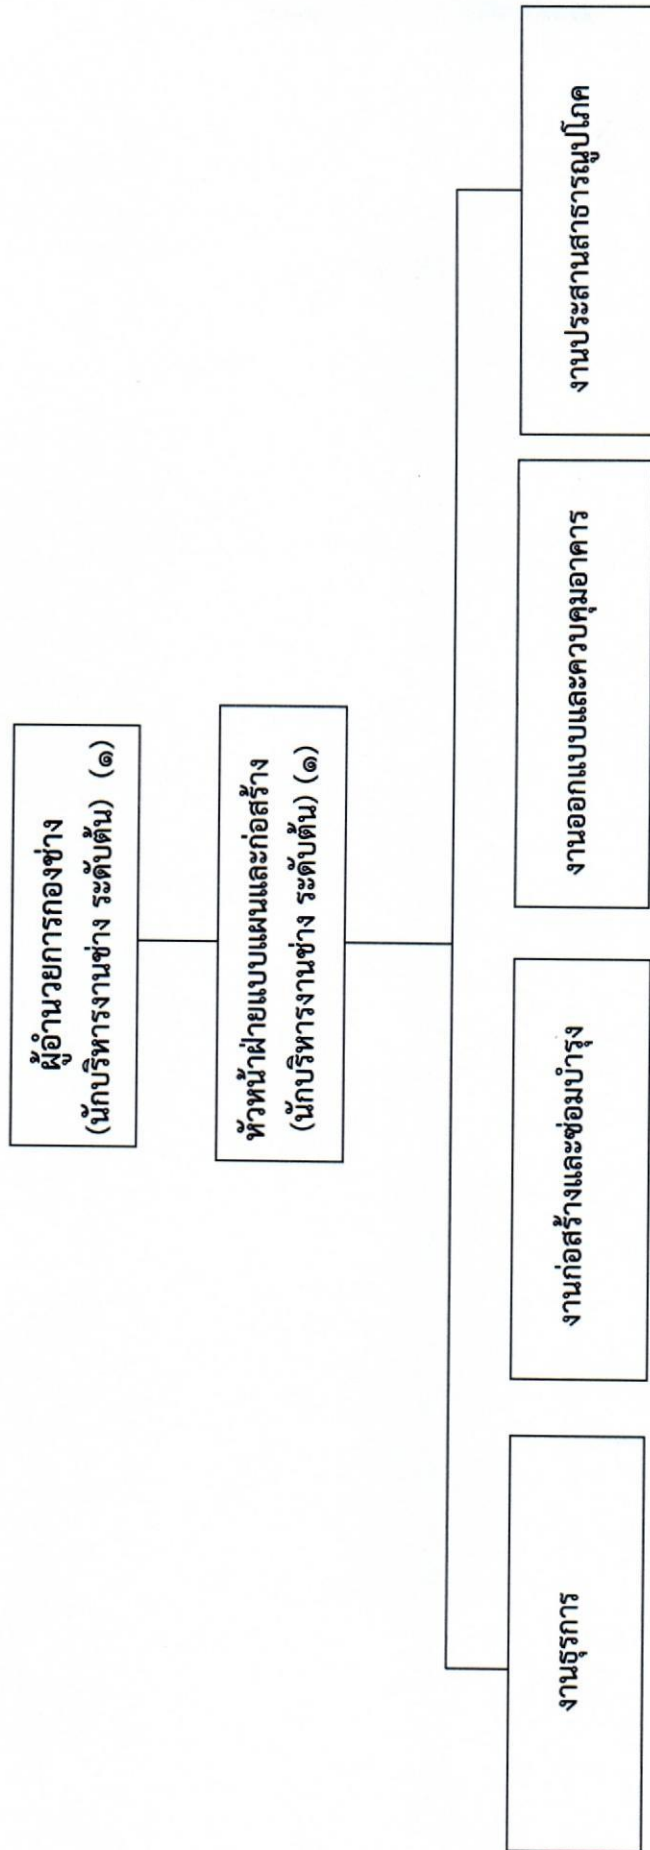 ผู้อำนวยการกองช่าง
(นักบริหารงานช่าง ระดับต้น) (๑)
หัวหน้าฝ่ายแบบแผนและก่อสร้าง
(นักบริหารงานช่าง ระดับต้น) (๑)
งานธุรการ
งานก่อสร้างและซ่อมบำรุง
งานออกแบบและควบคุมอาคาร
งานประสานสาธารณูปโภค